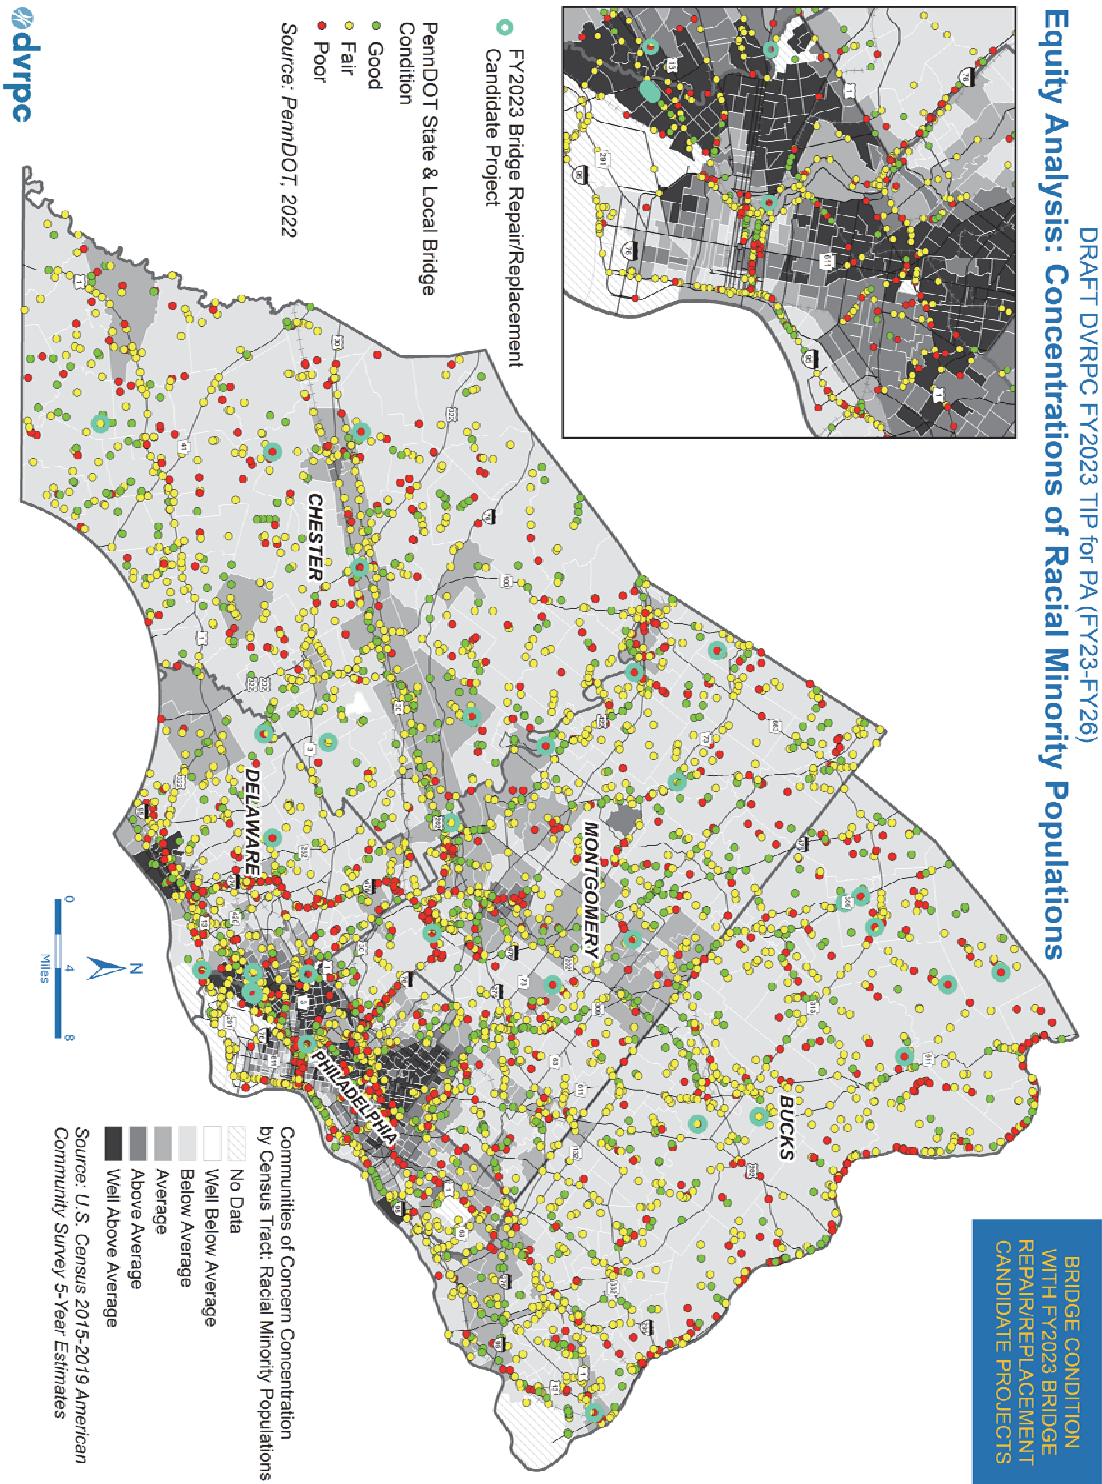 DRAFT DVRPC FY2023 TIP for PA (FY23-FY26)
Equity Analysis: Concentrations of Racial Minority Populations
BRIDGE CONDITION
WITH FY2023 BRIDGE
REPAIR/REPLACEMENT
CANDIDATE PROJECTS
FY2023 Bridge Repair/Replacement
Candidate Project
PennDOT State & Local Bridge
Condition
Good
Fair
Poor
Source: PennDOT, 2022
CHESTER
DELAWARE
MONTGOMERY
PHILADELPHIA
BUCKS
N
0 4 8
Miles
Communities of Concern Concentration
by Census Tract: Racial Minority Populations
No Data
Well Below Average
Below Average
Average
Above Average
Well Above Average
Source: U.S. Census 2015-2019 American
Community Survey 5-Year Estimates
dvrpc